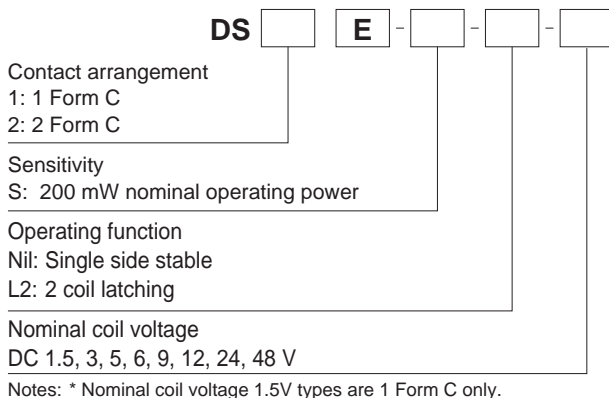 DS E - - -
Contact arrangement
1: 1 Form C
2: 2 Form C
Sensitivity
S: 200 mW nominal operating power
Operating function
Nil: Single side stable
L2: 2 coil latching
Nominal coil voltage
DC 1.5, 3, 5, 6, 9, 12, 24, 48 V
Notes: * Nominal coil voltage 1.5V types are 1 Form C only.